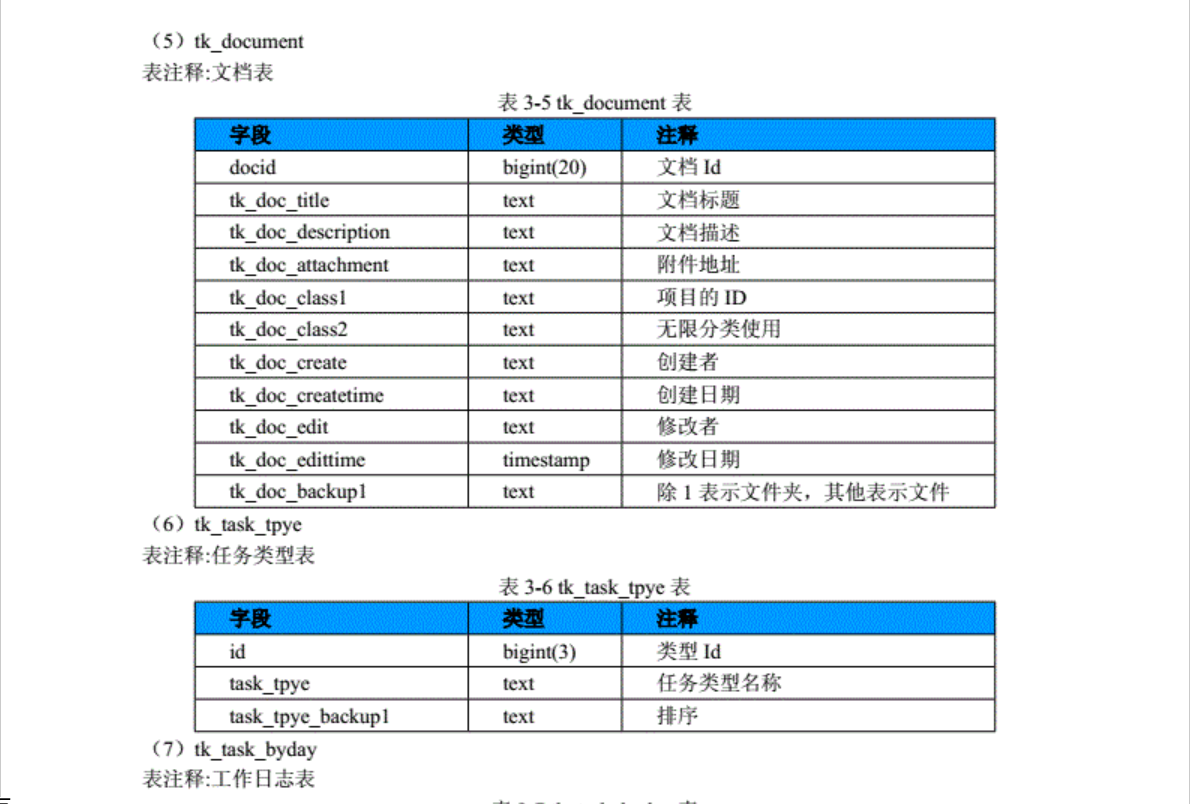 （5）tk_document
表注释:文档表
表 3-5 tk_document 表
字段 类型 注释
docid bigint(20) 文档 Id
tk_doc_title text 文档标题
tk_doc_description text 文档描述
tk_doc_attachment text 附件地址
tk_doc_class1 text 项目的 ID
tk_doc_class2 text 无限分类使用
tk_doc_create text 创建者
tk_doc_createtime text 创建日期
tk_doc_edit text 修改者
tk_doc_edittime timestamp 修改日期
tk_doc_backup1 text 除 1 表示文件夹，其他表示文件
（6）tk_task_tpye
表注释:任务类型表
表 3-6 tk_task_tpye 表
字段 类型 注释
id bigint(3) 类型 Id
task_tpye text 任务类型名称
task_tpye_backup1 text 排序
（7）tk_task_byday
表注释:工作日志表